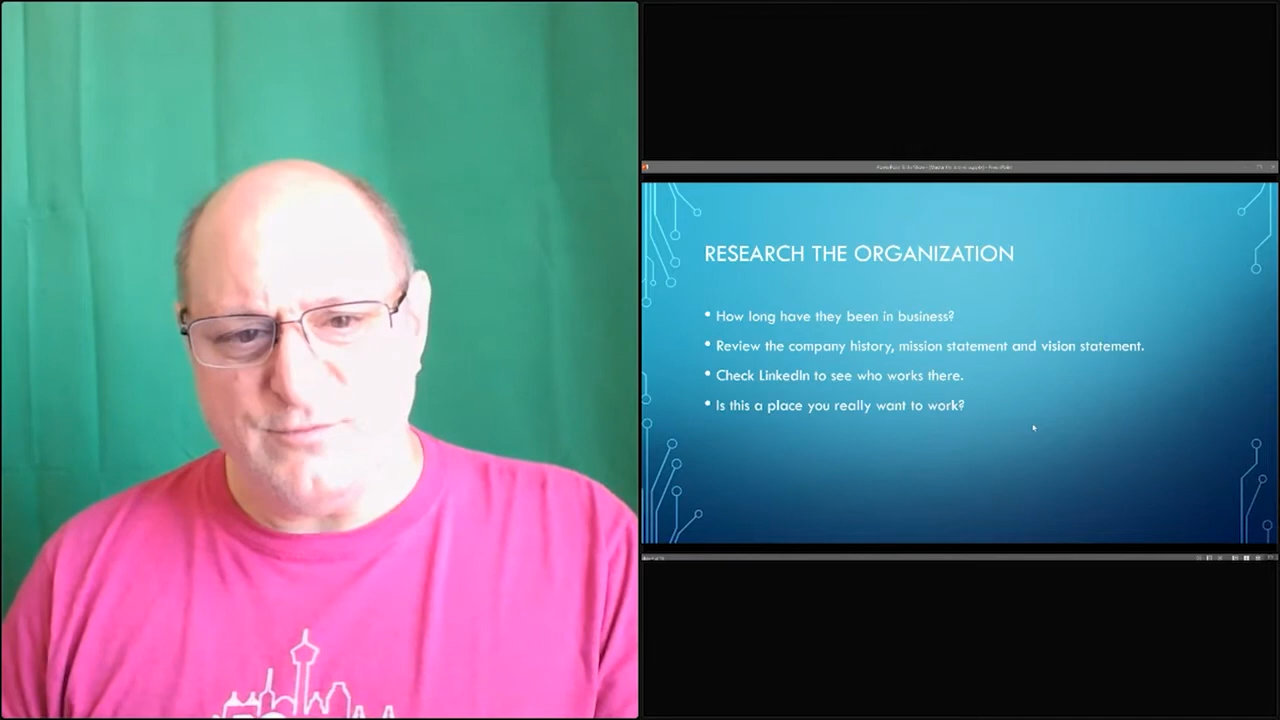 RESEARCH THE ORGANIZATION
• How long have they been in business?
• Review the company history, mission statement and vision statement.
• Check LinkedIn to see who works there.
• Is this a place you really want to work?